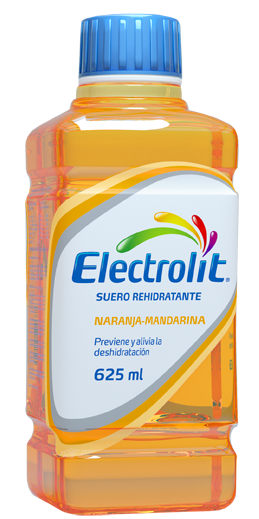 Electrolit®
SUERO REHIDRATANTE
NARANJA-MANDARINA
Previene y alivia la
deshidratación
625 ml